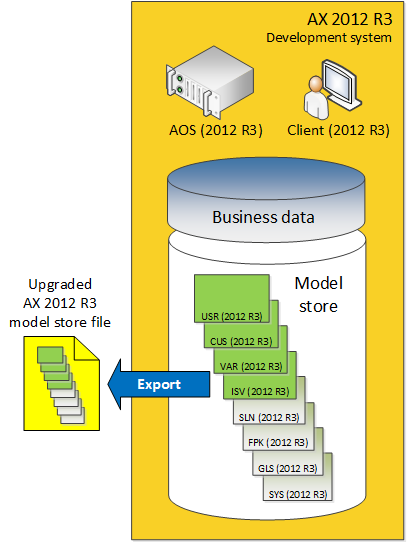 AX 2012 R3
Development system
AOS (2012 R3)
Client (2012 R3)
Business data
Model
store
USR (2012 R3)
CUS (2012 R3)
VAR (2012 R3)
ISV (2012 R3)
SLN (2012 R3)
FPK (2012 R3)
GLS (2012 R3)
SYS (2012 R3)
Upgraded
AX 2012 R3
model store file
Export